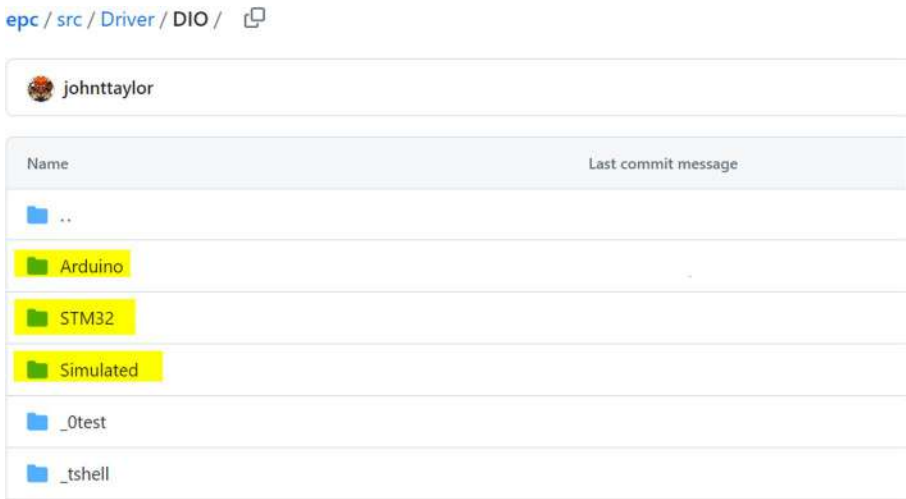 epc / src / Driver / DIO /
johnttaylor
Name Last commit message
..
Arduino
STM32
Simulated
_0test
_tshell